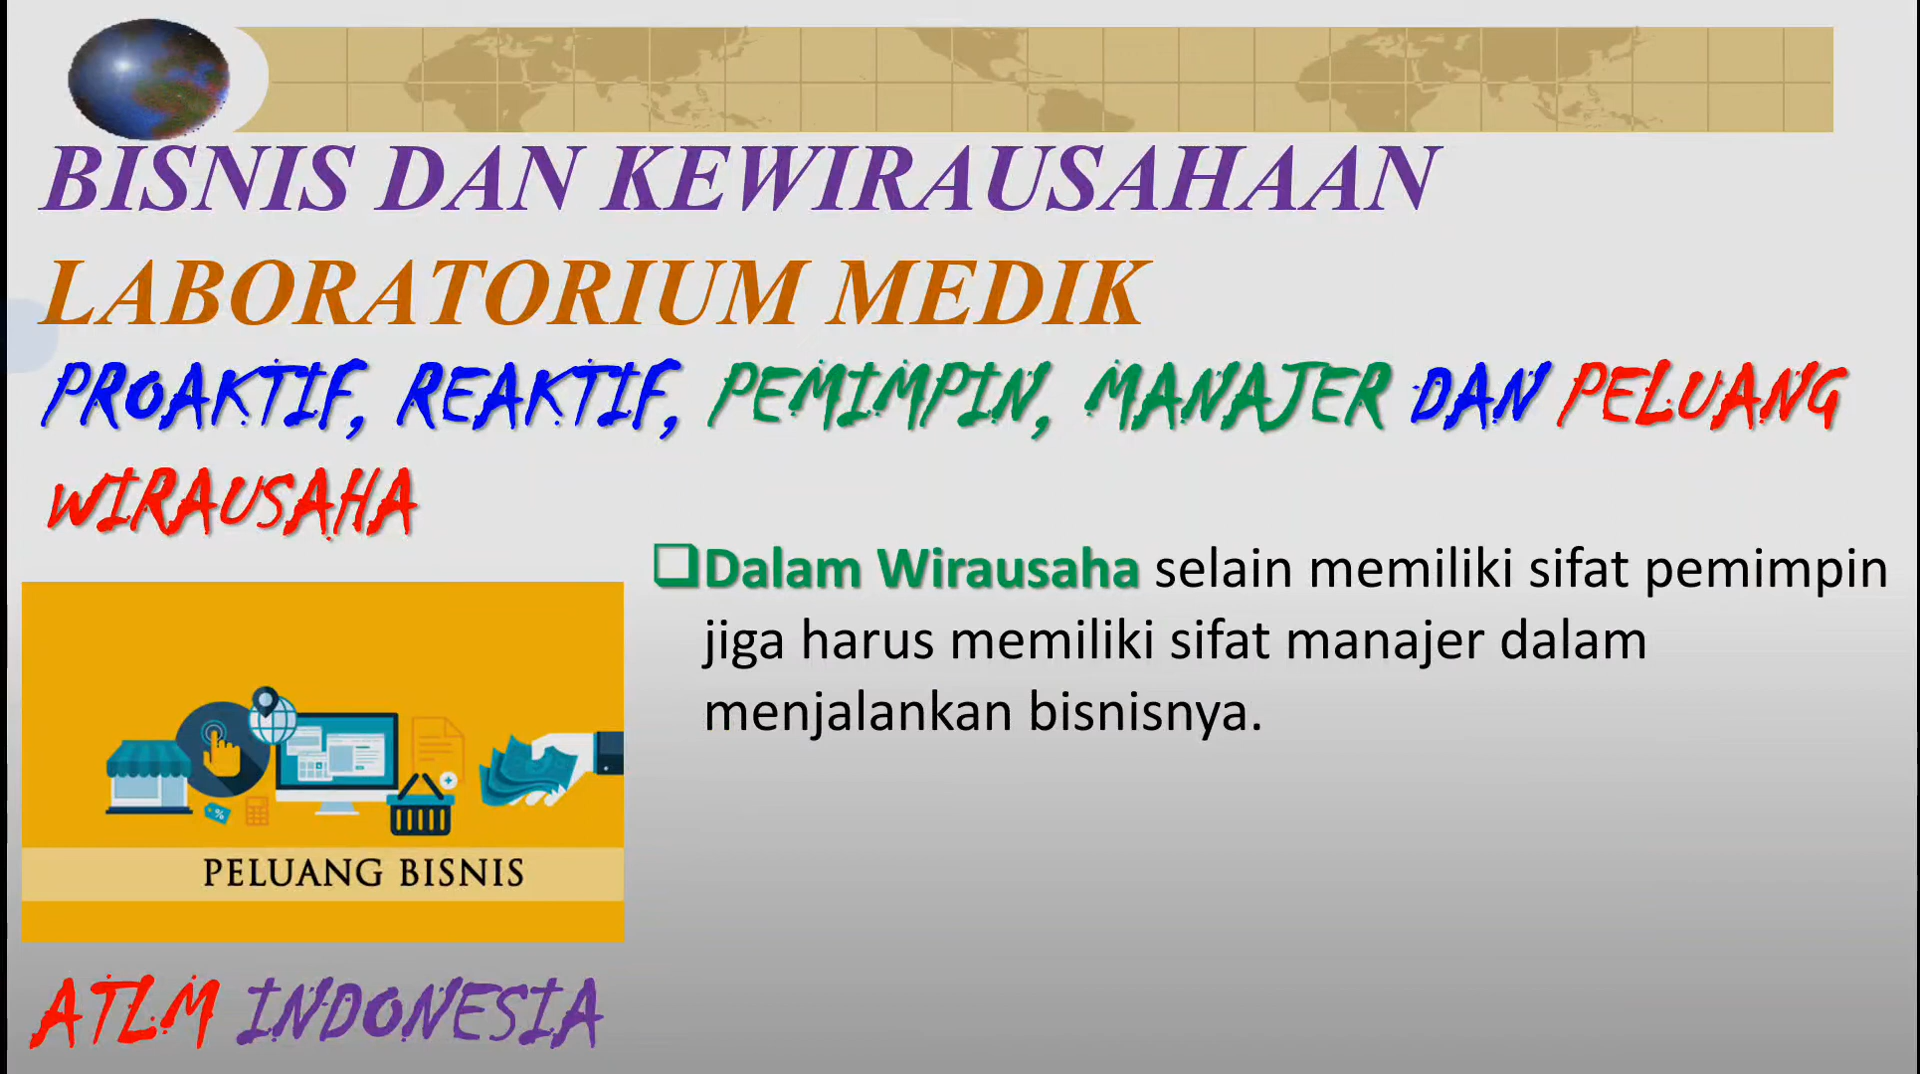 BISNIS DAN KEWIRAUSAHAAN
LABORATORIUM MEDIK
PROAKTIF, REAKTIF, PEMIMPIN, MANAJER DAN PELUANG
WIRAUSAHA
Dalam Wirausaha selain memiliki sifat pemimpin
jiga harus memiliki sifat manajer dalam
menjalankan bisnisnya.
PELUANG BISNIS
ATLM INDONESIA